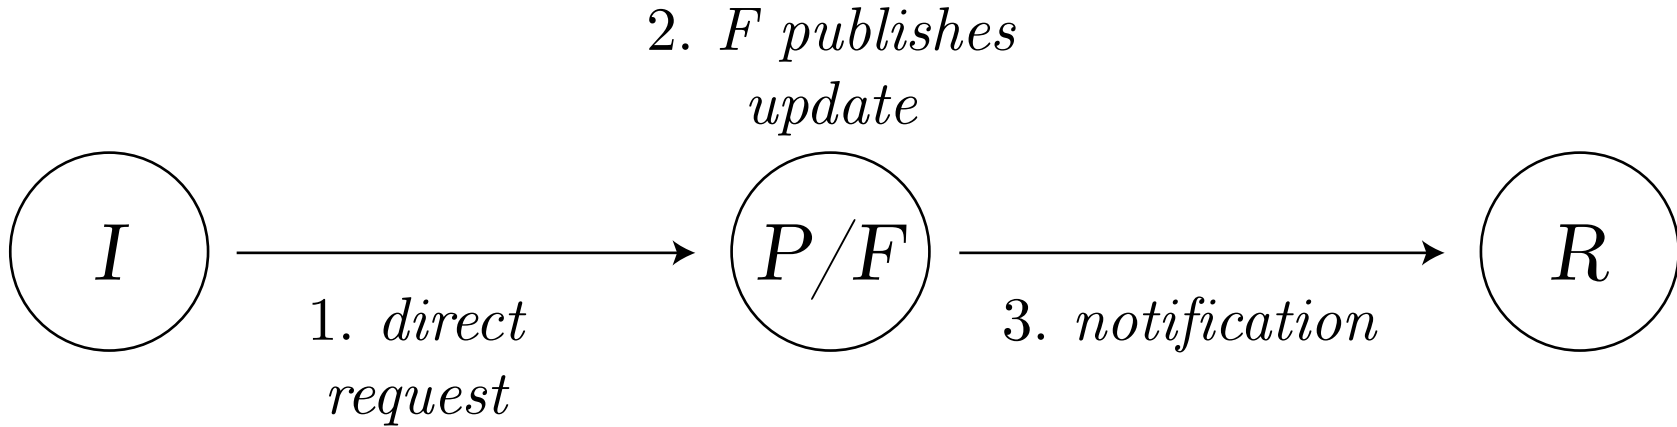 2. F publishes
update
I
P/F
R
1. direct
request
3. notification